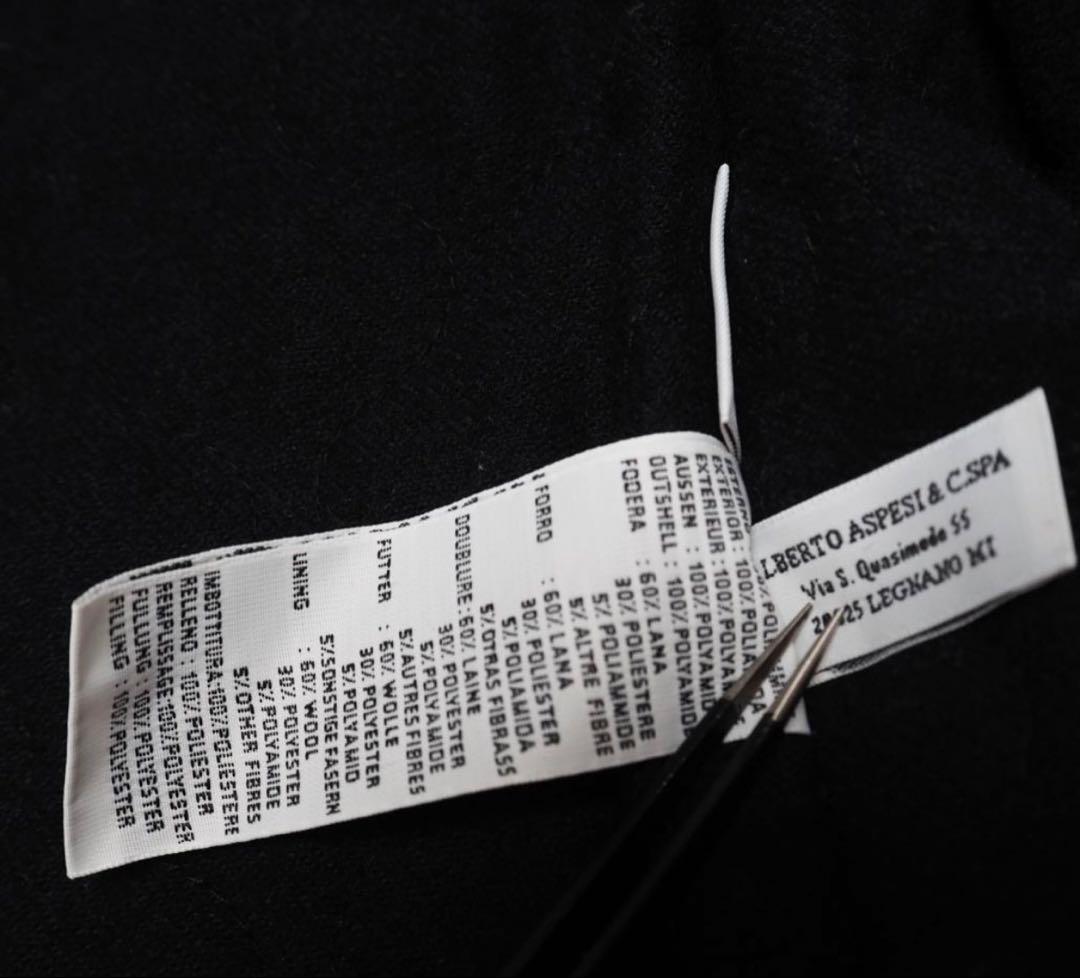 EXTERIOR: 100% 
EXTERIEUR: 100% POLYAMIDE
AUSSEN : 100% POLYAMID
OUTSHELL : 100% POLYAMIDE
FODERA : 60% LANA
30% POLIESTERE
5% POLIAMMIDE
5% ALTRE FIBRE
FORRO : 60% LANA
30% POLIESTER
5% POLIAMIDA
5% OTRAS FIBRASS
DOUBLURE: 60% LAINE
30% POLYESTER
5% POLYAMIDE
5% AUTRES FIBRES
FUTTER : 60% WOLLE
30% POLYESTER
5% POLYAMID
5% SONSTIGE FASERN
LINING : 60% WOOL
30% POLYESTER
5% POLYAMIDE
5% OTHER FIBRES
IMBOTTITURA: 100% POLIESTERE
RELLENO : 100% POLIESTER
REMPLISSAGE: 100% POLYESTER
FULLUNG : 100% POLYESTER
FILLING : 100% POLYESTER
LBERTO ASPESI & C.SPA
Via S. Quasimodo 55
LEGNANO MI